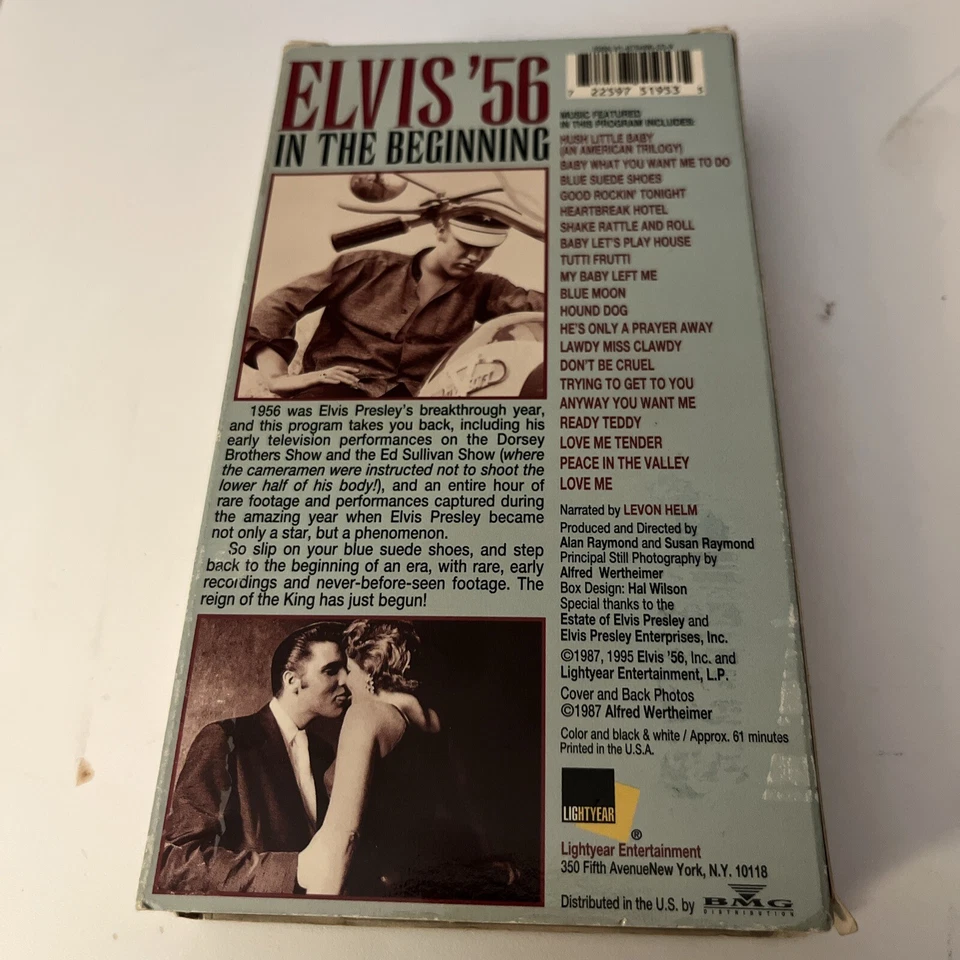 ELVIS '56
IN THE BEGINNING
1956 was Elvis Presley's breakthrough year,
and this program takes you back, including his
early television performances on the Dorsey
Brothers Show and the Ed Sullivan Show (where
the cameramen were instructed not to shoot the
lower half of his body!), and an entire hour of
rare footage and performances captured during
the amazing year when Elvis Presley became
not only a star, but a phenomenon.
So slip on your blue suede shoes, and step
back to the beginning of an era, with rare, early
recordings and never-before-seen footage. The
reign of the King has just begun!
7 22397 51953 3
MUSIC FEATURED
IN THIS PROGRAM INCLUDES:
HUSH LITTLE BABY
(AN AMERICAN TRILOGY)
BABY WHAT YOU WANT ME TO DO
BLUE SUEDE SHOES
GOOD ROCKIN' TONIGHT
HEARTBREAK HOTEL
SHAKE RATTLE AND ROLL
BABY LET'S PLAY HOUSE
TUTTI FRUTTI
MY BABY LEFT ME
BLUE MOON
HOUND DOG
HE'S ONLY A PRAYER AWAY
LAWDY MISS CLAWDY
DON'T BE CRUEL
TRYING TO GET TO YOU
ANYWAY YOU WANT ME
READY TEDDY
LOVE ME TENDER
PEACE IN THE VALLEY
LOVE ME
Narrated by LEVON HELM
Produced and Directed by
Alan Raymond and Susan Raymond
Principal Still Photography by
Alfred Wertheimer
Box Design: Hal Wilson
Special thanks to the
Estate of Elvis Presley and
Elvis Presley Enterprises, Inc.
©1987, 1995 Elvis '56, Inc. and
Lightyear Entertainment, L.P.
Cover and Back Photos
©1987 Alfred Wertheimer
Color and black & white / Approx. 61 minutes
Printed in the U.S.A.
LIGHTYEAR
®
Lightyear Entertainment
350 Fifth AvenueNew York, N.Y. 10118
Distributed in the U.S. by BMG
DISTRIBUTION